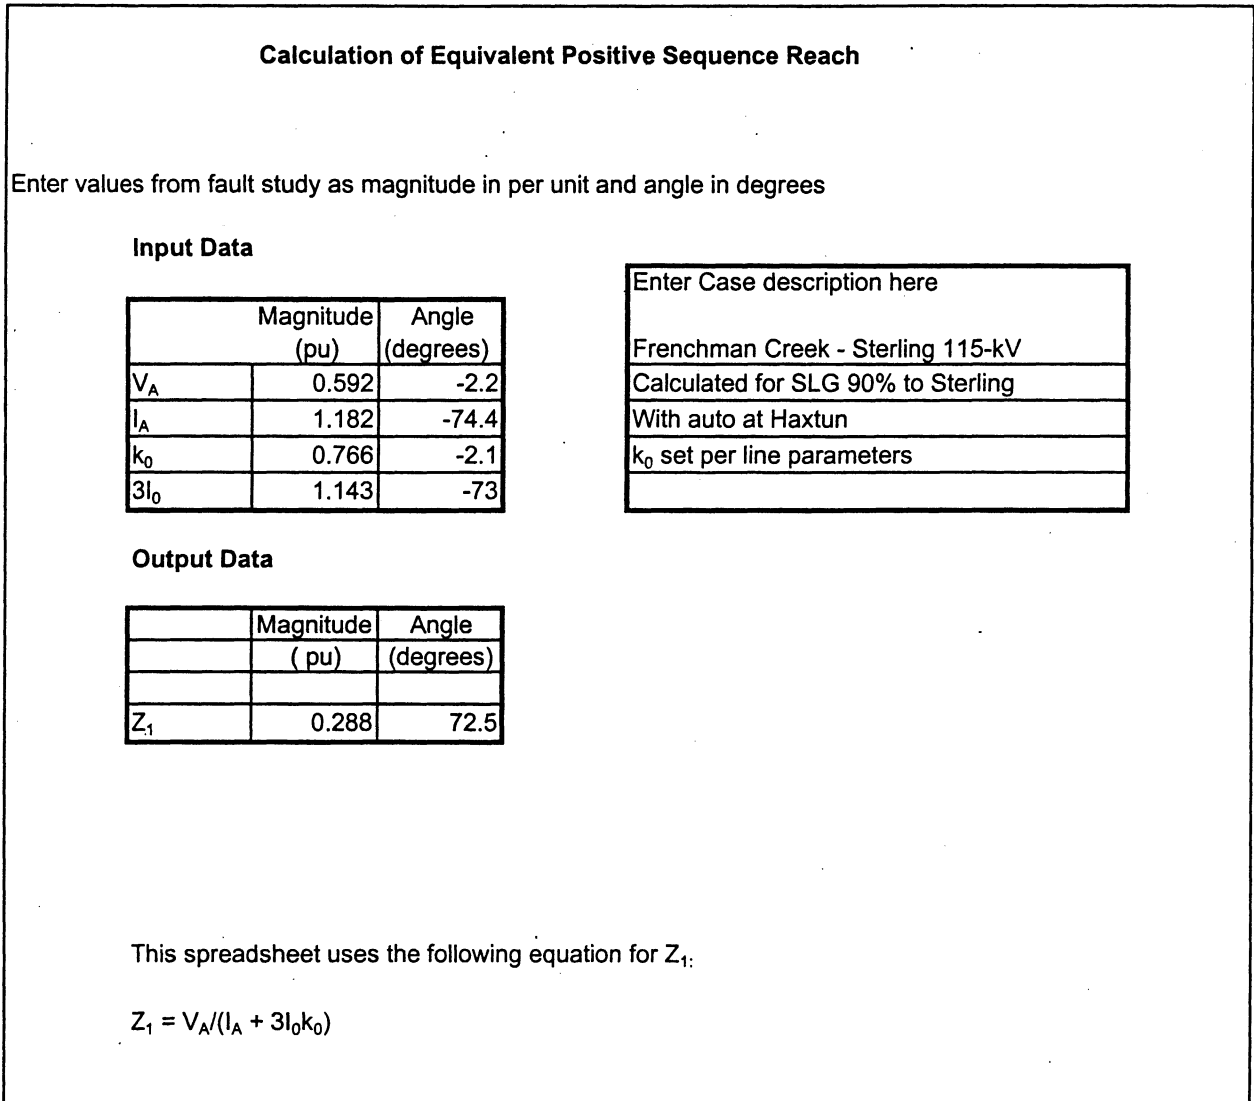 Calculation of Equivalent Positive Sequence Reach
Enter values from fault study as magnitude in per unit and angle in degrees
Input Data
Magnitude Angle
(pu) (degrees)
V_A 0.592 -2.2
I_A 1.182 -74.4
k_0 0.766 -2.1
3I_0 1.143 -73
Enter Case description here
Frenchman Creek - Sterling 115-kV
Calculated for SLG 90% to Sterling
With auto at Haxtun
k_0 set per line parameters
Output Data
Magnitude Angle
( pu) (degrees)
Z_1 0.288 72.5
This spreadsheet uses the following equation for Z_1:
Z_1 = V_A/(I_A + 3I_0k_0)